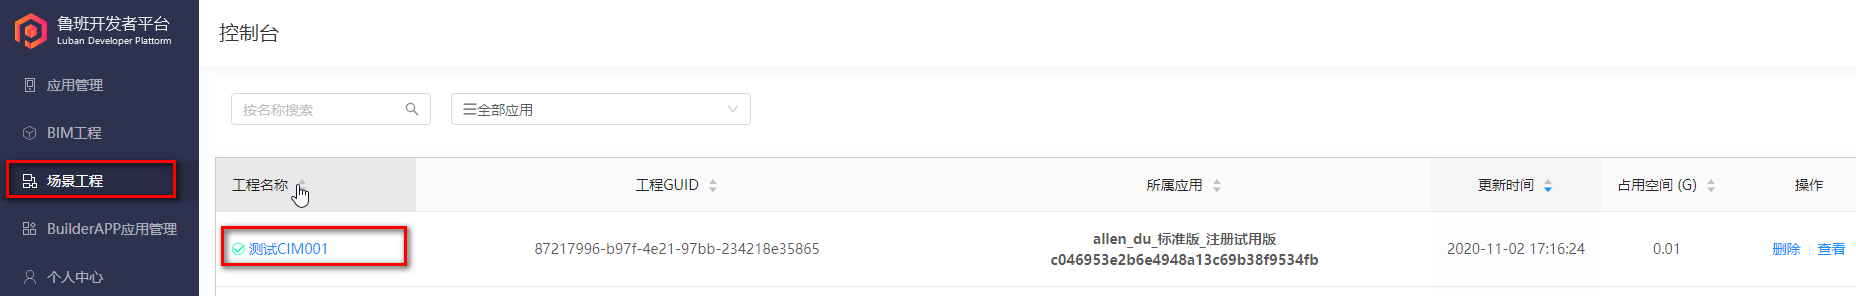 鲁班开发者平台
Luban Developer Plattorm
控制台
应用管理
BIM工程
场景工程
BuilderAPP应用管理
个人中心
按名称搜索
全部应用
工程名称 工程GUID 所属应用 更新时间 占用空间 (G) 操作
测试CIM001 87217996-b97f-4e21-97bb-234218e35865 allen_du_标准版_注册试用版 2020-11-02 17:16:24 0.01 删除 查看
c046953e2b6e4948a13c69b38f9534fb